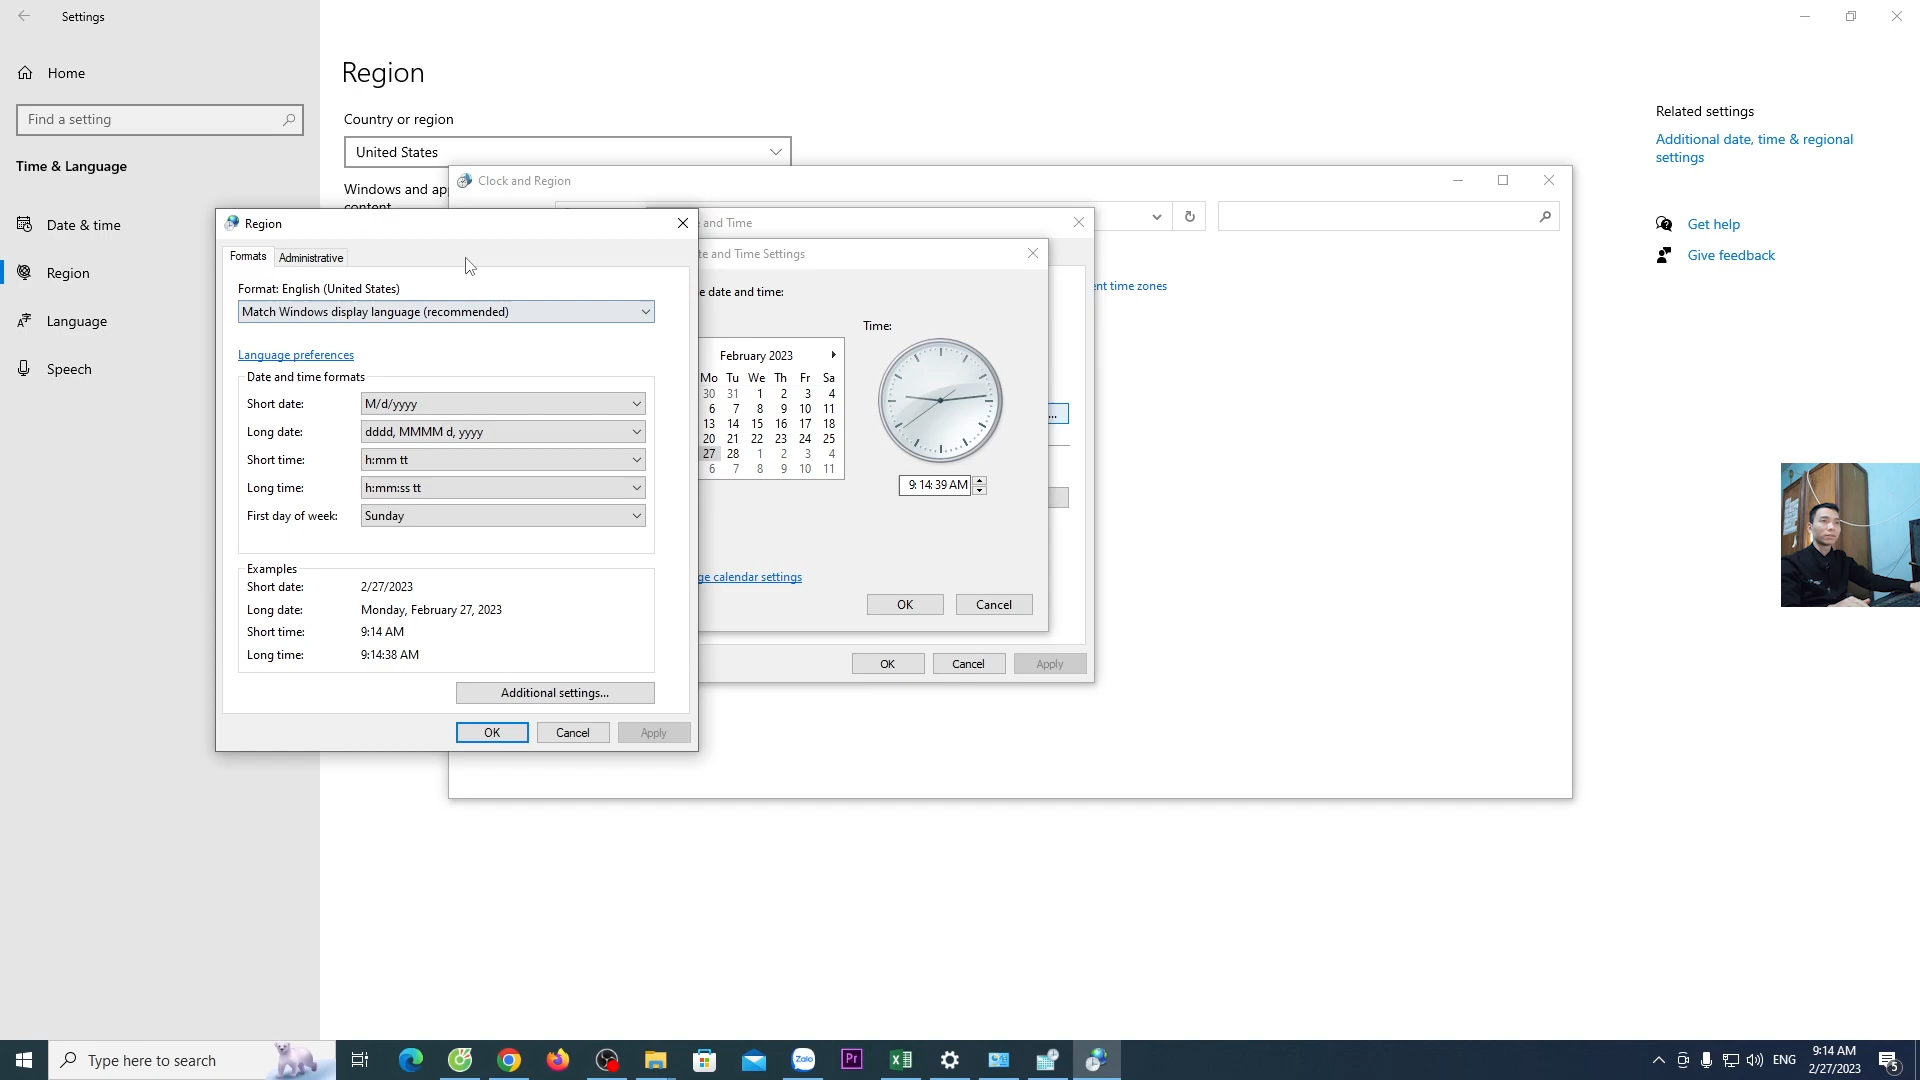 Settings
Home
Find a setting
Time & Language
Date & time
Region
Language
Speech
Region
Country or region
United States
Windows and app
content
Related settings
Additional date, time & regional
settings
Get help
Give feedback
Clock and Region
ent time zones
e and Time
OK
Cancel
Apply
te and Time Settings
e date and time:
Time:
February 2023
Mo Tu We Th Fr Sa
30 31 1 2 3 4
6 7 8 9 10 11
13 14 15 16 17 18
20 21 22 23 24 25
27 28 1 2 3 4
6 7 8 9 10 11
9:14:39 AM
...
ge calendar settings
OK
Cancel
Region
Formats
Administrative
Format: English (United States)
Match Windows display language (recommended)
Language preferences
Date and time formats
Short date: M/d/yyyy
Long date: dddd, MMMM d, yyyy
Short time: h:mm tt
Long time: h:mm:ss tt
First day of week: Sunday
Examples
Short date: 2/27/2023
Long date: Monday, February 27, 2023
Short time: 9:14 AM
Long time: 9:14:38 AM
Additional settings...
OK
Cancel
Apply
Type here to search
Zalo
Pr
ENG
9:14 AM
2/27/2023
5